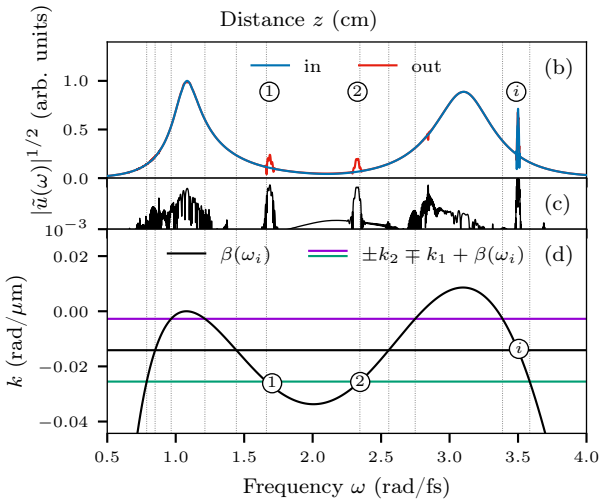 Distance z (cm)
|ũ(ω)|^{1/2} (arb. units)
1.0
0.5
0.0
in
out
(b)
1
2
i
10^{−3}
(c)
k (rad/μm)
0.02
0.00
−0.02
−0.04
β(ω_i)
±k_2 ∓ k_1 + β(ω_i)
(d)
1
2
i
0.5 1.0 1.5 2.0 2.5 3.0 3.5 4.0
Frequency ω (rad/fs)